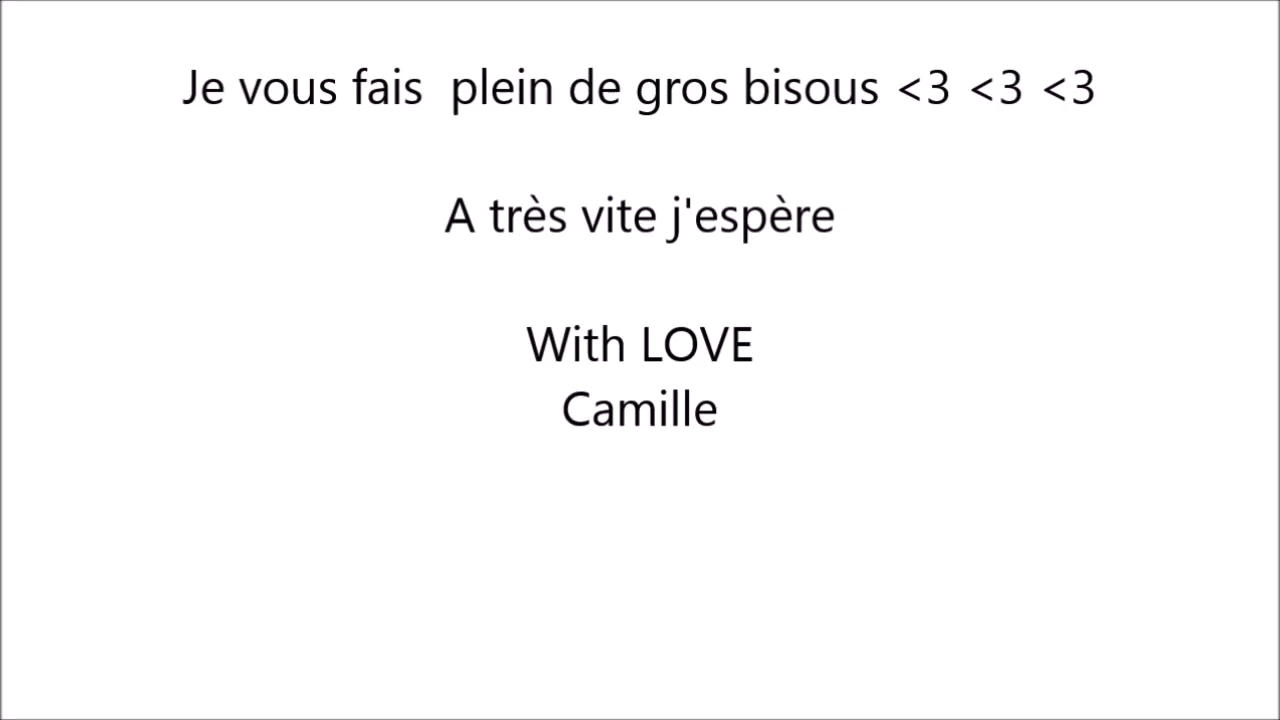 Je vous fais  plein de gros bisous <3 <3 <3
A très vite j'espère
With LOVE
Camille